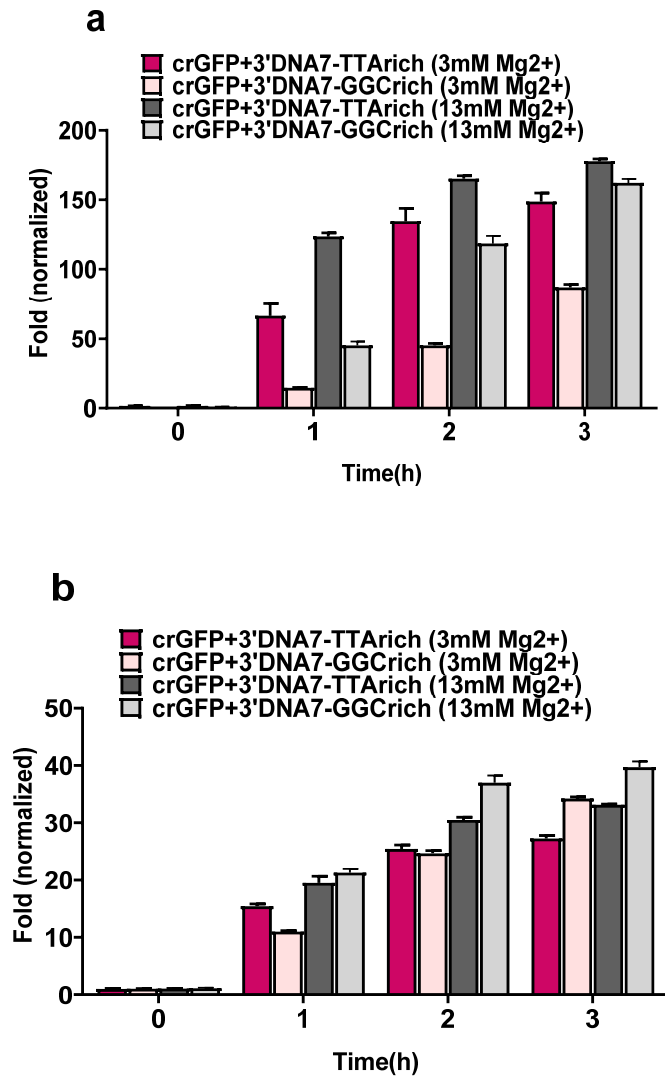 a
crGFP+3'DNA7-TTArich (3mM Mg2+)
crGFP+3'DNA7-GGCrich (3mM Mg2+)
crGFP+3'DNA7-TTArich (13mM Mg2+)
crGFP+3'DNA7-GGCrich (13mM Mg2+)
Fold (normalized)
200
150
100
50
0
0 1 2 3
Time(h)
b
crGFP+3'DNA7-TTArich (3mM Mg2+)
crGFP+3'DNA7-GGCrich (3mM Mg2+)
crGFP+3'DNA7-TTArich (13mM Mg2+)
crGFP+3'DNA7-GGCrich (13mM Mg2+)
Fold (normalized)
50
40
30
20
10
0
0 1 2 3
Time(h)